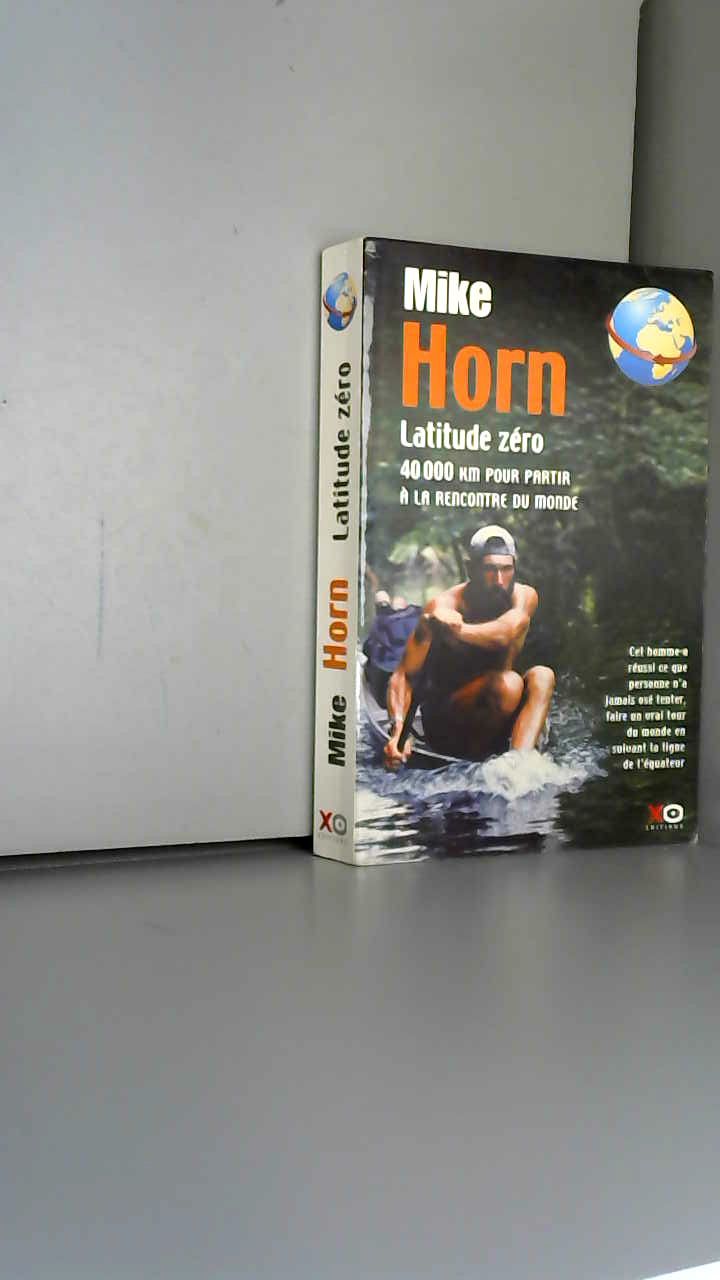 Mike
Horn
Latitude zéro
40 000 KM POUR PARTIR
À LA RENCONTRE DU MONDE
Cet homme a
réussi ce que
personne n'a
jamais osé tenter,
faire un vrai tour
du monde en
suivant la ligne
de l'équateur
XO
EDITIONS
Mike Horn Latitude zéro
XO
EDITIONS